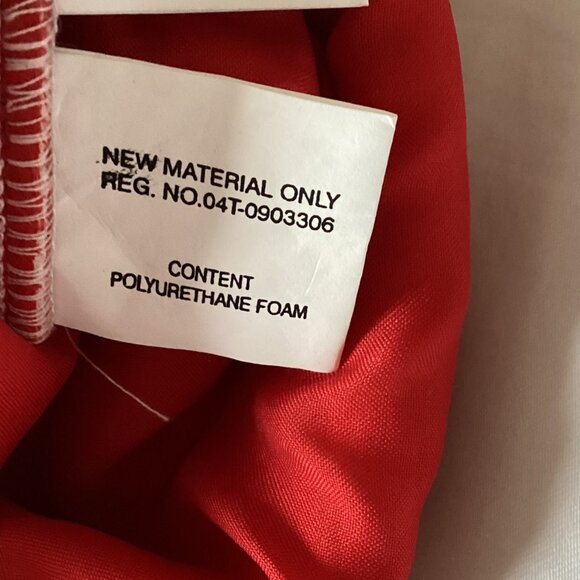 NEW MATERIAL ONLY
REG. NO.04T-0903306
CONTENT
POLYURETHANE FOAM